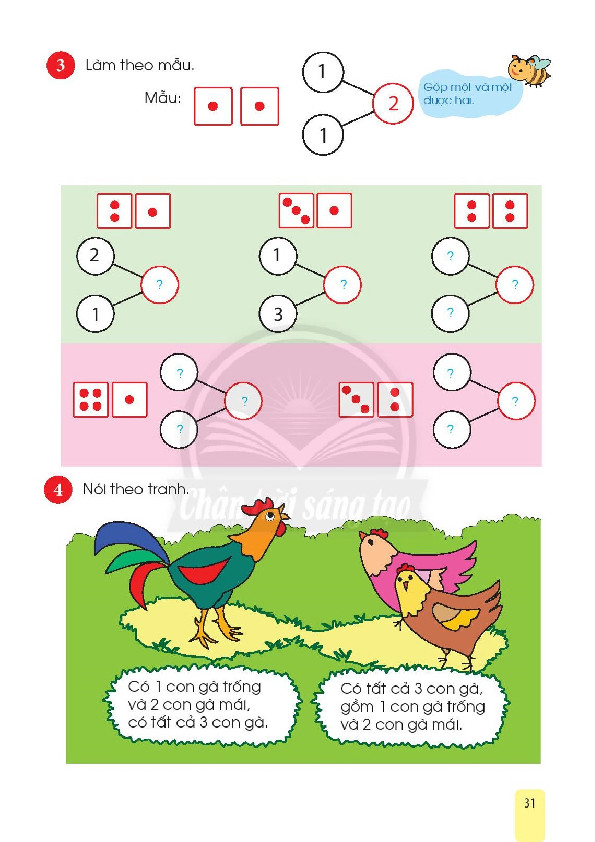 3 Làm theo mẫu.
Mẫu:
1
1
2
Gộp một và một
được hai.
2
1
?
1
3
?
?
?
?
?
?
?
?
?
?
Chân trời sáng tạo
4 Nói theo tranh.
Có 1 con gà trống
và 2 con gà mái,
có tất cả 3 con gà.
Có tất cả 3 con gà,
gồm 1 con gà trống
và 2 con gà mái.
31